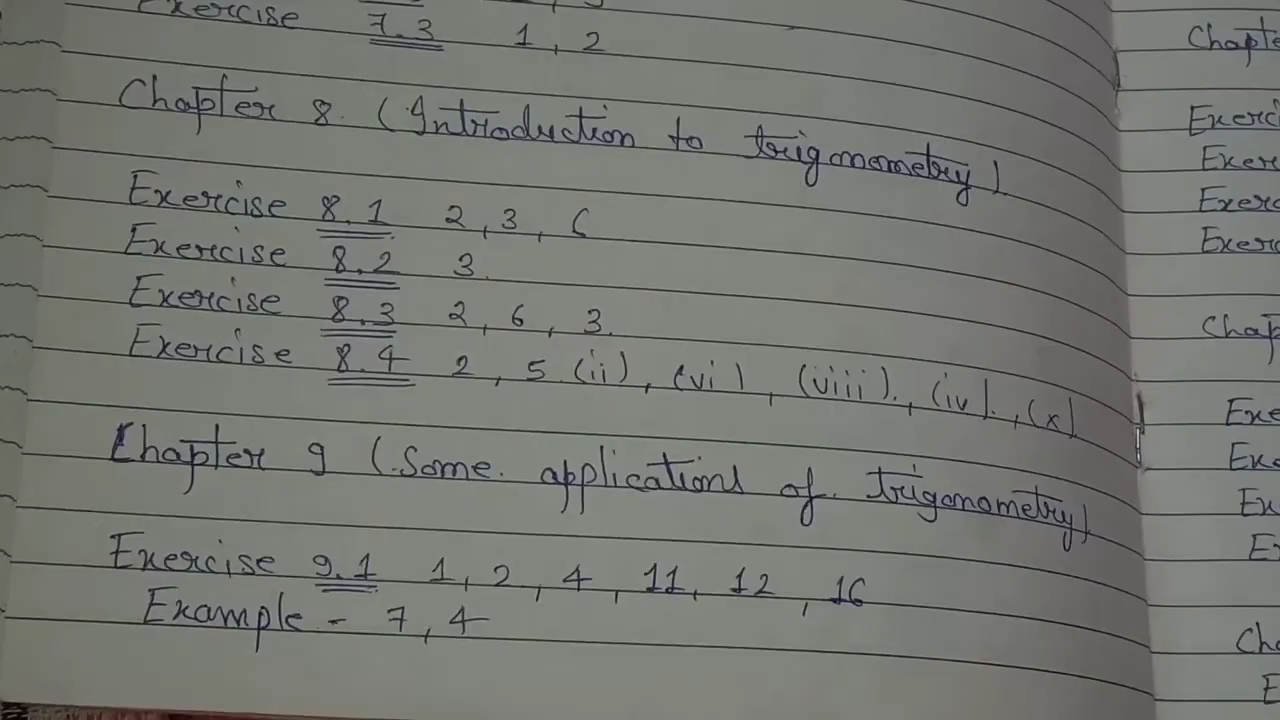 Exercise 7.3 1, 2
Chapter 8. (Introduction to trigonometry)
Exercise 8.1 2, 3, 6
Exercise 8.2 3.
Exercise 8.3 2, 6, 3.
Exercise 8.4 2, 5 (ii), (vi), (viii)., (iv)., (x)
Chapter 9 (Some. applications of trigonometry)
Exercise 9.1 1, 2, 4, 11, 12, 16
Example - 7, 4